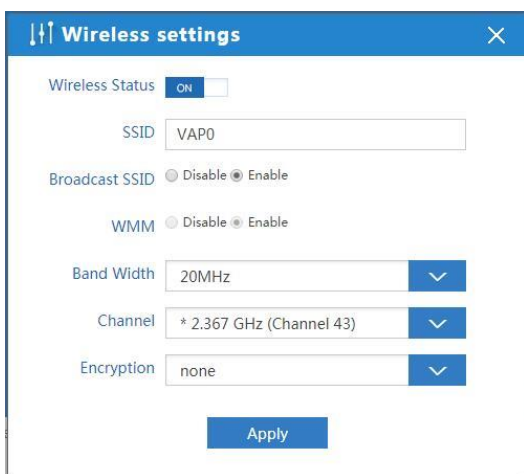 Wireless settings
Wireless Status ON
SSID VAP0
Broadcast SSID Disable Enable
WMM Disable Enable
Band Width 20MHz
Channel * 2.367 GHz (Channel 43)
Encryption none
Apply